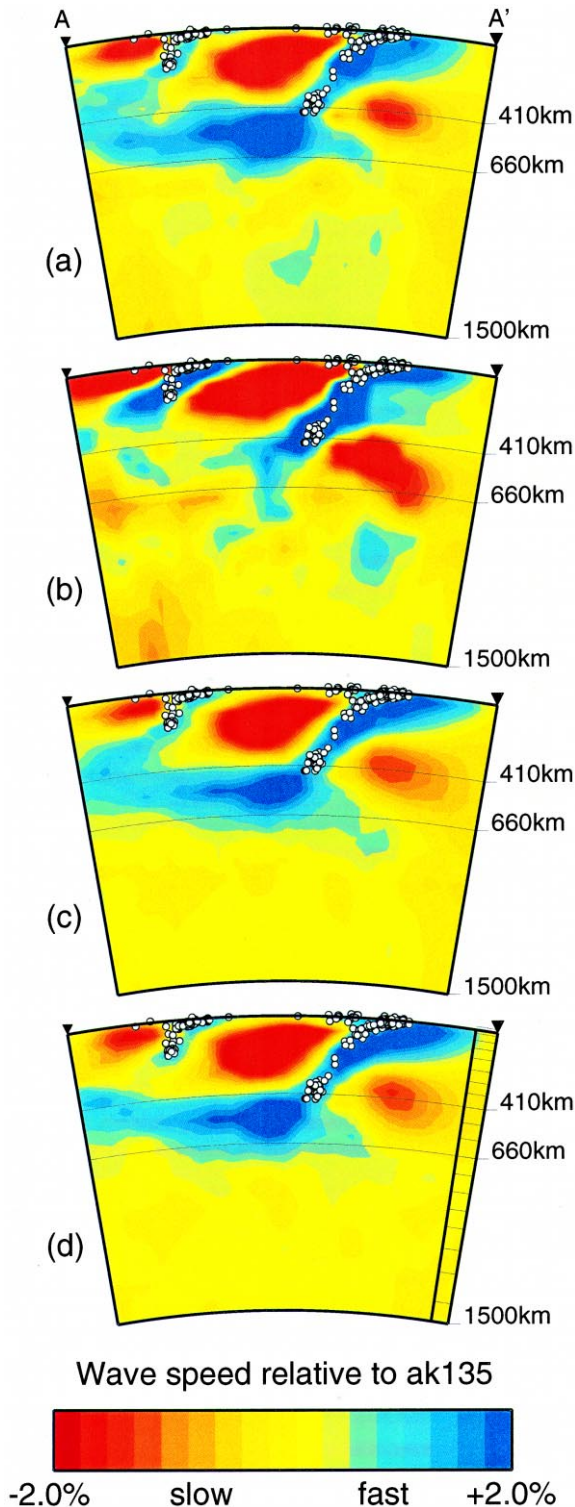 A A'
410km
660km
(a)
1500km
410km
660km
(b)
1500km
410km
660km
(c)
1500km
410km
660km
(d)
1500km
Wave speed relative to ak135
-2.0% slow fast +2.0%